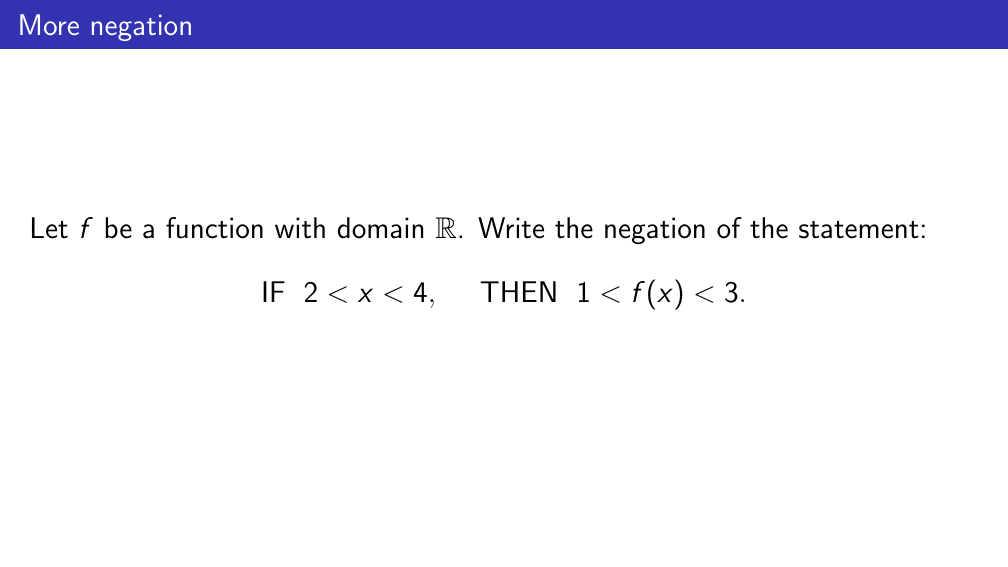 More negation
Let f be a function with domain ℝ. Write the negation of the statement:
IF 2 < x < 4, THEN 1 < f(x) < 3.